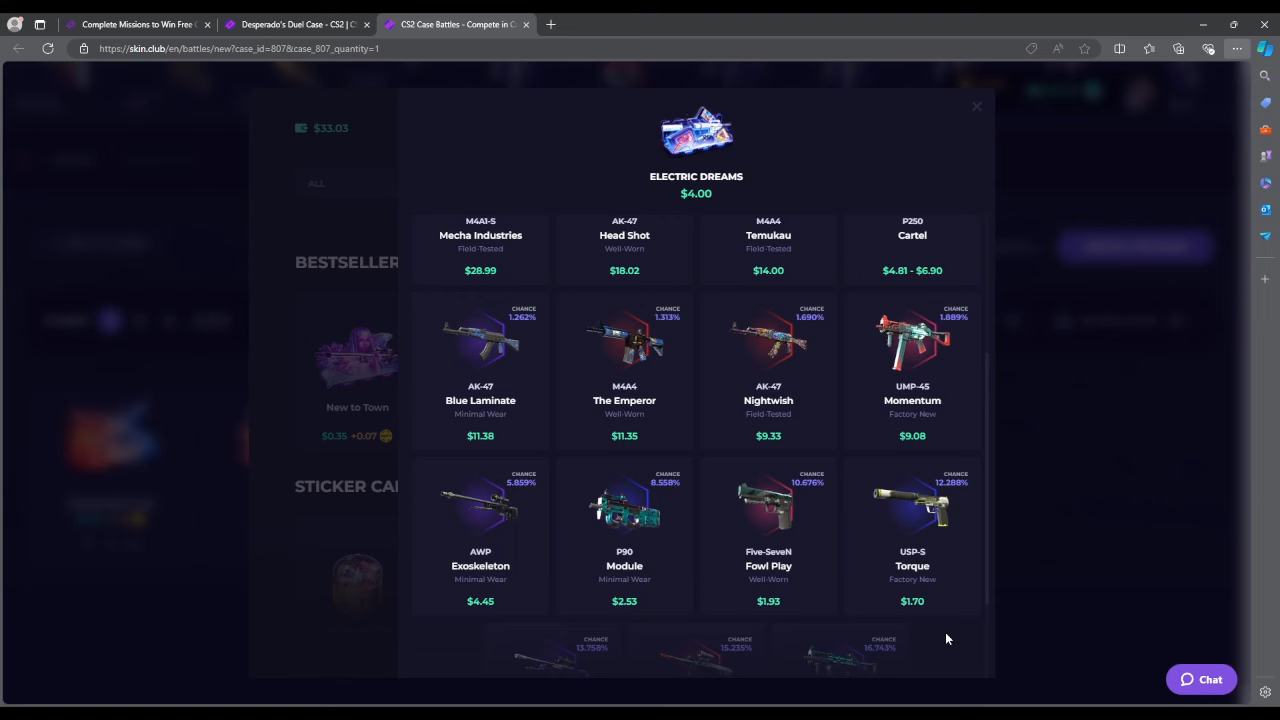 Complete Missions to Win Free C
Desperado's Duel Case - CS2 | Cl
CS2 Case Battles - Compete in C
https://skin.club/en/battles/new?case_id=807&case_807_quantity=1
$33.03
ALL
ELECTRIC DREAMS
$4.00
M4A1-S
Mecha Industries
Field-Tested
$28.99
AK-47
Head Shot
Well-Worn
$18.02
M4A4
Temukau
Field-Tested
$14.00
P250
Cartel
$4.81 - $6.90
BESTSELLER
New to Town
$0.35 +0.07
STICKER CA
CHANCE
1.262%
AK-47
Blue Laminate
Minimal Wear
$11.38
CHANCE
1.313%
M4A4
The Emperor
Well-Worn
$11.35
CHANCE
1.690%
AK-47
Nightwish
Field-Tested
$9.33
CHANCE
1.889%
UMP-45
Momentum
Factory New
$9.08
CHANCE
5.859%
AWP
Exoskeleton
Minimal Wear
$4.45
CHANCE
8.558%
P90
Module
Minimal Wear
$2.53
CHANCE
10.676%
Five-SeveN
Fowl Play
Well-Worn
$1.93
CHANCE
12.288%
USP-S
Torque
Factory New
$1.70
CHANCE
13.758%
CHANCE
15.235%
CHANCE
16.743%
Chat